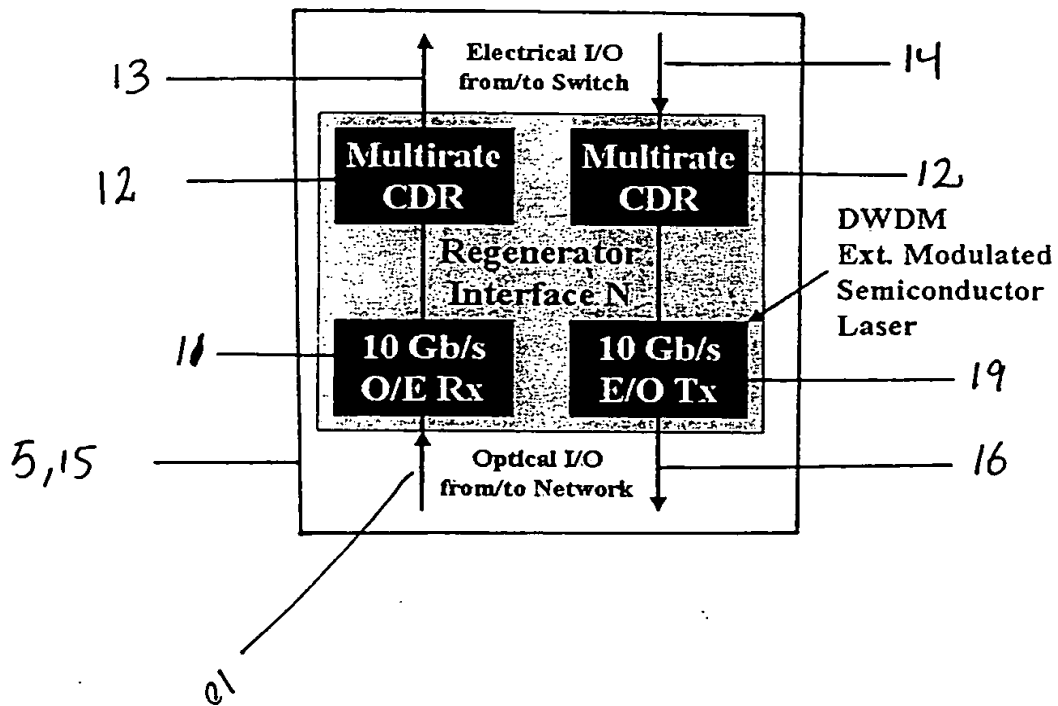 Electrical I/O
from/to Switch
13
14
Multirate
CDR
Multirate
CDR
12
12
DWDM
Ext. Modulated
Semiconductor
Laser
Regenerator
Interface N
11
10 Gb/s
O/E Rx
10 Gb/s
E/O Tx
19
5,15
Optical I/O
from/to Network
16
10